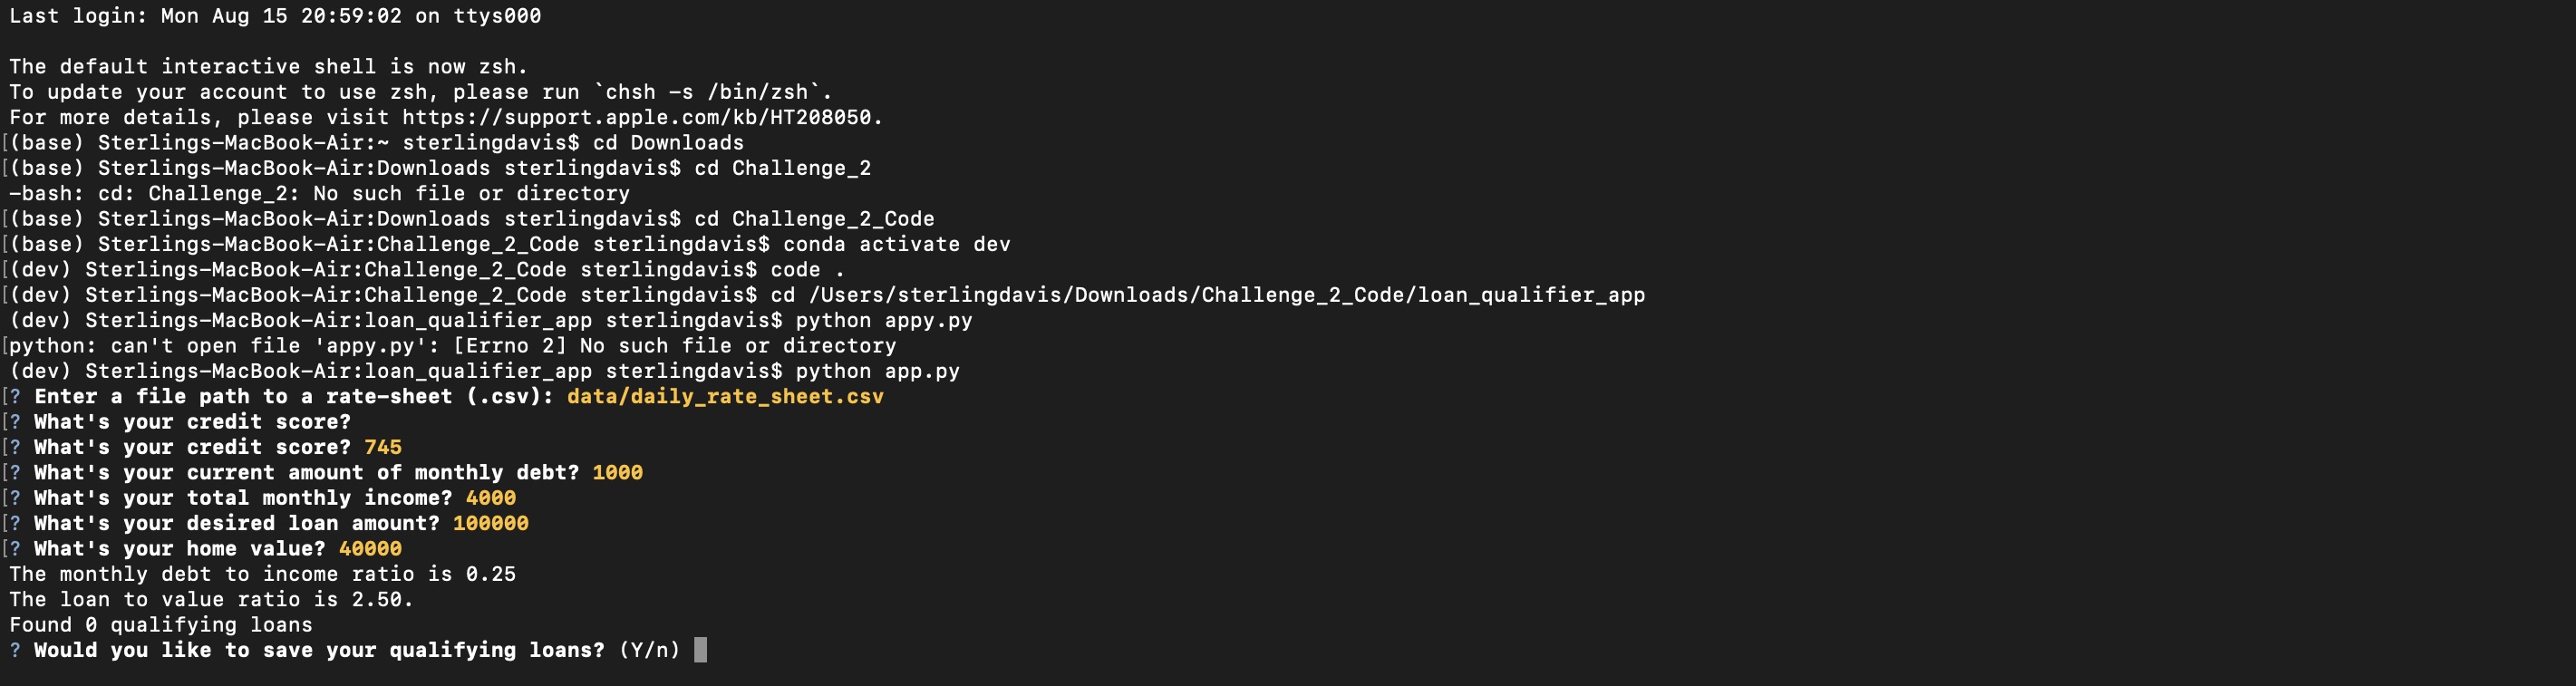 Last login: Mon Aug 15 20:59:02 on ttys000
The default interactive shell is now zsh.
To update your account to use zsh, please run `chsh -s /bin/zsh`.
For more details, please visit https://support.apple.com/kb/HT208050.
[(base) Sterlings-MacBook-Air:~ sterlingdavis$ cd Downloads
[(base) Sterlings-MacBook-Air:Downloads sterlingdavis$ cd Challenge_2
-bash: cd: Challenge_2: No such file or directory
[(base) Sterlings-MacBook-Air:Downloads sterlingdavis$ cd Challenge_2_Code
[(base) Sterlings-MacBook-Air:Challenge_2_Code sterlingdavis$ conda activate dev
[(dev) Sterlings-MacBook-Air:Challenge_2_Code sterlingdavis$ code .
[(dev) Sterlings-MacBook-Air:Challenge_2_Code sterlingdavis$ cd /Users/sterlingdavis/Downloads/Challenge_2_Code/loan_qualifier_app
(dev) Sterlings-MacBook-Air:loan_qualifier_app sterlingdavis$ python appy.py
[python: can't open file 'appy.py': [Errno 2] No such file or directory
(dev) Sterlings-MacBook-Air:loan_qualifier_app sterlingdavis$ python app.py
[? Enter a file path to a rate-sheet (.csv): data/daily_rate_sheet.csv
[? What's your credit score?
[? What's your credit score? 745
[? What's your current amount of monthly debt? 1000
[? What's your total monthly income? 4000
[? What's your desired loan amount? 100000
[? What's your home value? 40000
The monthly debt to income ratio is 0.25
The loan to value ratio is 2.50.
Found 0 qualifying loans
? Would you like to save your qualifying loans? (Y/n)